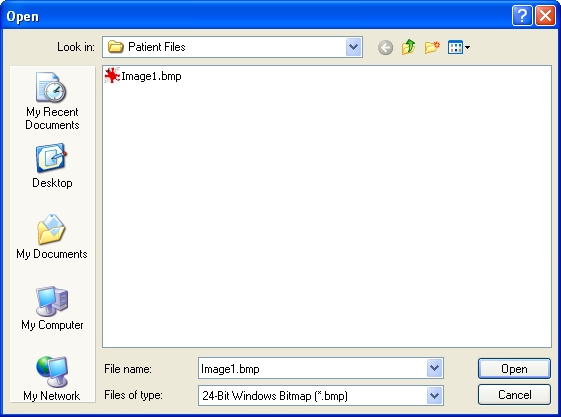 Open
Look in:
Patient Files
Image1.bmp
My Recent
Documents
Desktop
My Documents
My Computer
My Network
File name:
Image1.bmp
Open
Files of type:
24-Bit Windows Bitmap (*.bmp)
Cancel